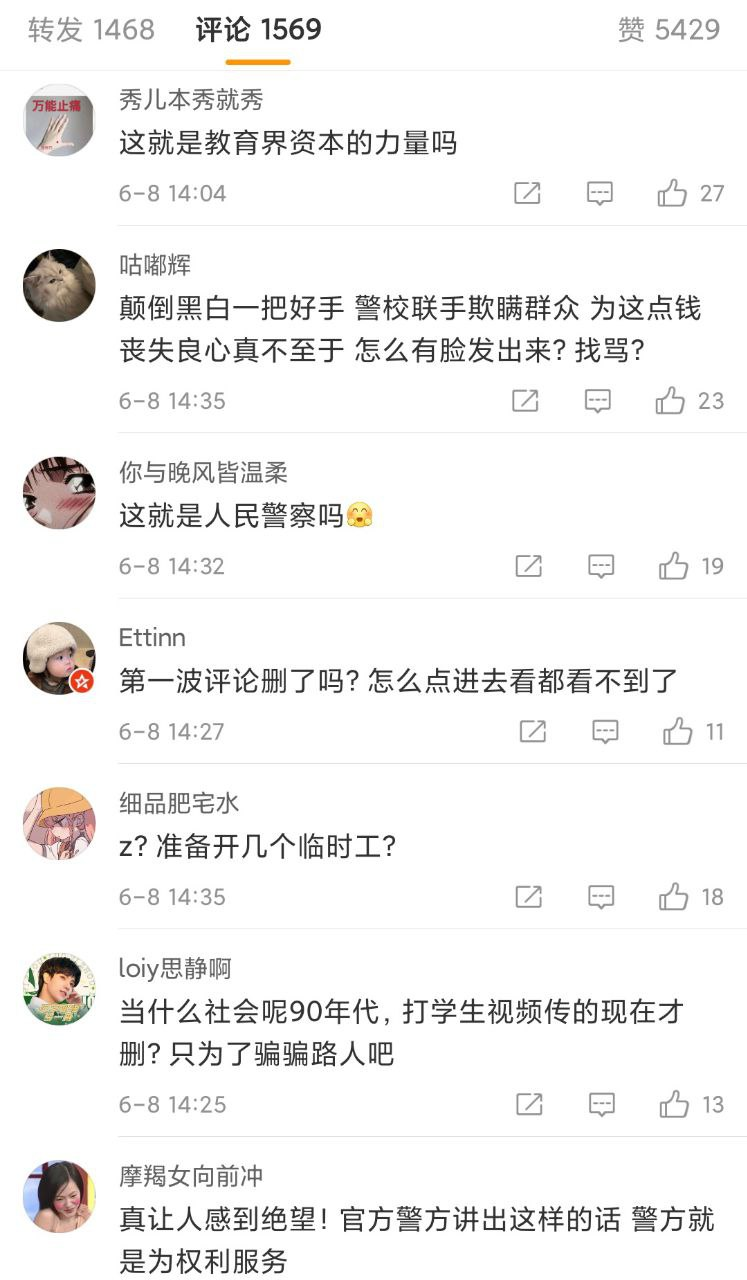 转发 1468 评论 1569 赞 5429
万能止痛
秀儿本秀就秀
这就是教育界资本的力量吗
6-8 14:04 27
咕嘟辉
颠倒黑白一把好手 警校联手欺瞒群众 为这点钱
丧失良心真不至于 怎么有脸发出来? 找骂?
6-8 14:35 23
你与晚风皆温柔
这就是人民警察吗🤗
6-8 14:32 19
Ettinn
第一波评论删了吗? 怎么点进去看都看不到了
6-8 14:27 11
细品肥宅水
z? 准备开几个临时工?
6-8 14:35 18
loiy思静啊
当什么社会呢90年代, 打学生视频传的现在才
删? 只为了骗骗路人吧
6-8 14:25 13
摩羯女向前冲
真让人感到绝望! 官方警方讲出这样的话 警方就
是为权利服务